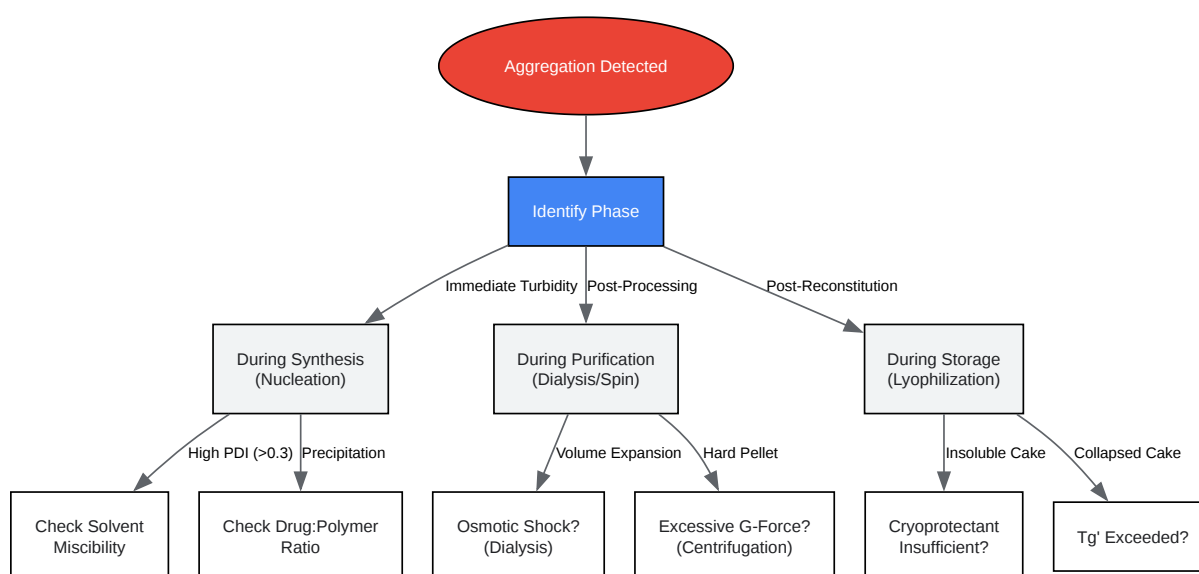 Aggregation Detected
Identify Phase
Immediate Turbidity
Post-Processing
Post-Reconstitution
During Synthesis
(Nucleation)
During Purification
(Dialysis/Spin)
During Storage
(Lyophilization)
High PDI (>0.3)
Precipitation
Volume Expansion
Hard Pellet
Insoluble Cake
Collapsed Cake
Check Solvent
Miscibility
Check Drug:Polymer
Ratio
Osmotic Shock?
(Dialysis)
Excessive G-Force?
(Centrifugation)
Cryoprotectant
Insufficient?
Tg' Exceeded?